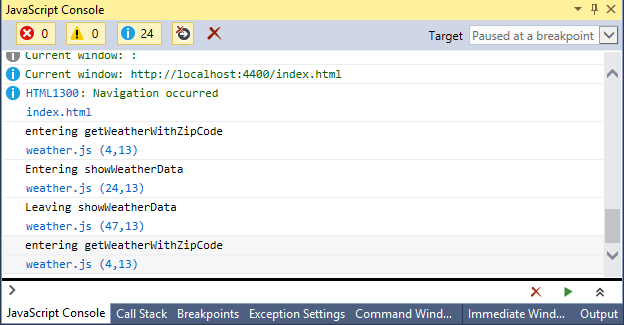 JavaScript Console
0
0
24
Target
Paused at a breakpoint
Current window: :
Current window: http://localhost:4400/index.html
HTML1300: Navigation occurred
index.html
entering getWeatherWithZipCode
weather.js (4,13)
Entering showWeatherData
weather.js (24,13)
Leaving showWeatherData
weather.js (47,13)
entering getWeatherWithZipCode
weather.js (4,13)
JavaScript Console Call Stack Breakpoints Exception Settings Command Wind... Immediate Wind... Output